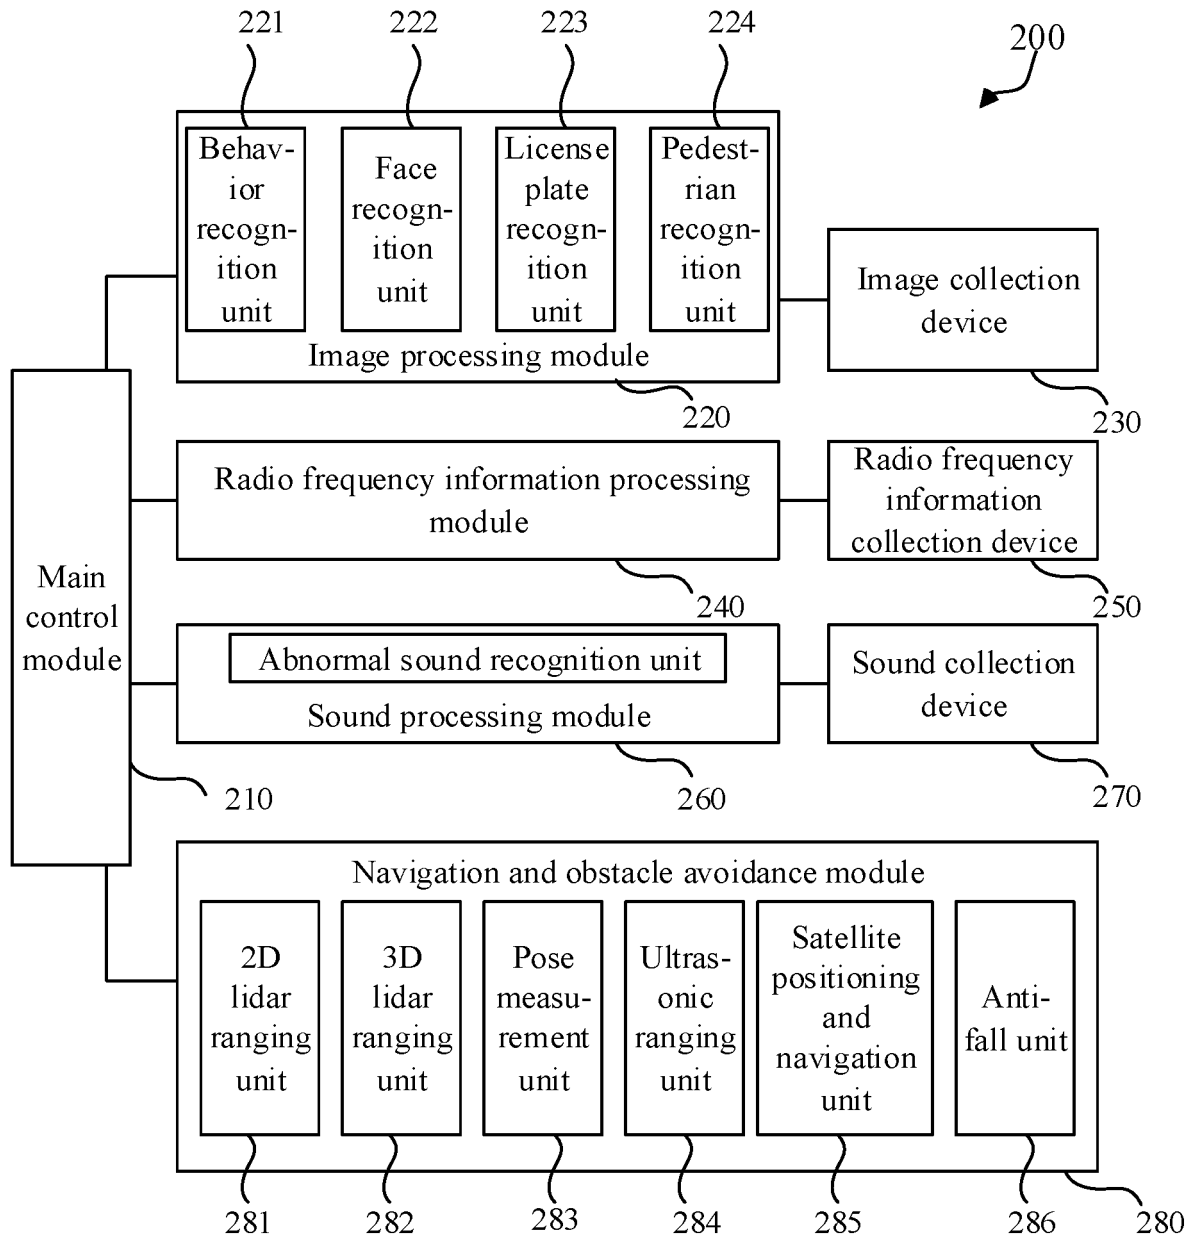 221
222
223
224
200
Behav-
ior
recogn-
ition
unit
Face
recogn-
ition
unit
License
plate
recogn-
ition
unit
Pedest-
rian
recogn-
ition
unit
Image processing module
220
Image collection
device
230
Radio frequency information processing
module
240
Radio frequency
information
collection device
250
Main
control
module
210
Abnormal sound recognition unit
Sound processing module
260
Sound collection
device
270
Navigation and obstacle avoidance module
2D
lidar
ranging
unit
3D
lidar
ranging
unit
Pose
measu-
rement
unit
Ultras-
onic
ranging
unit
Satellite
positioning
and
navigation
unit
Anti-
fall unit
281
282
283
284
285
286
280